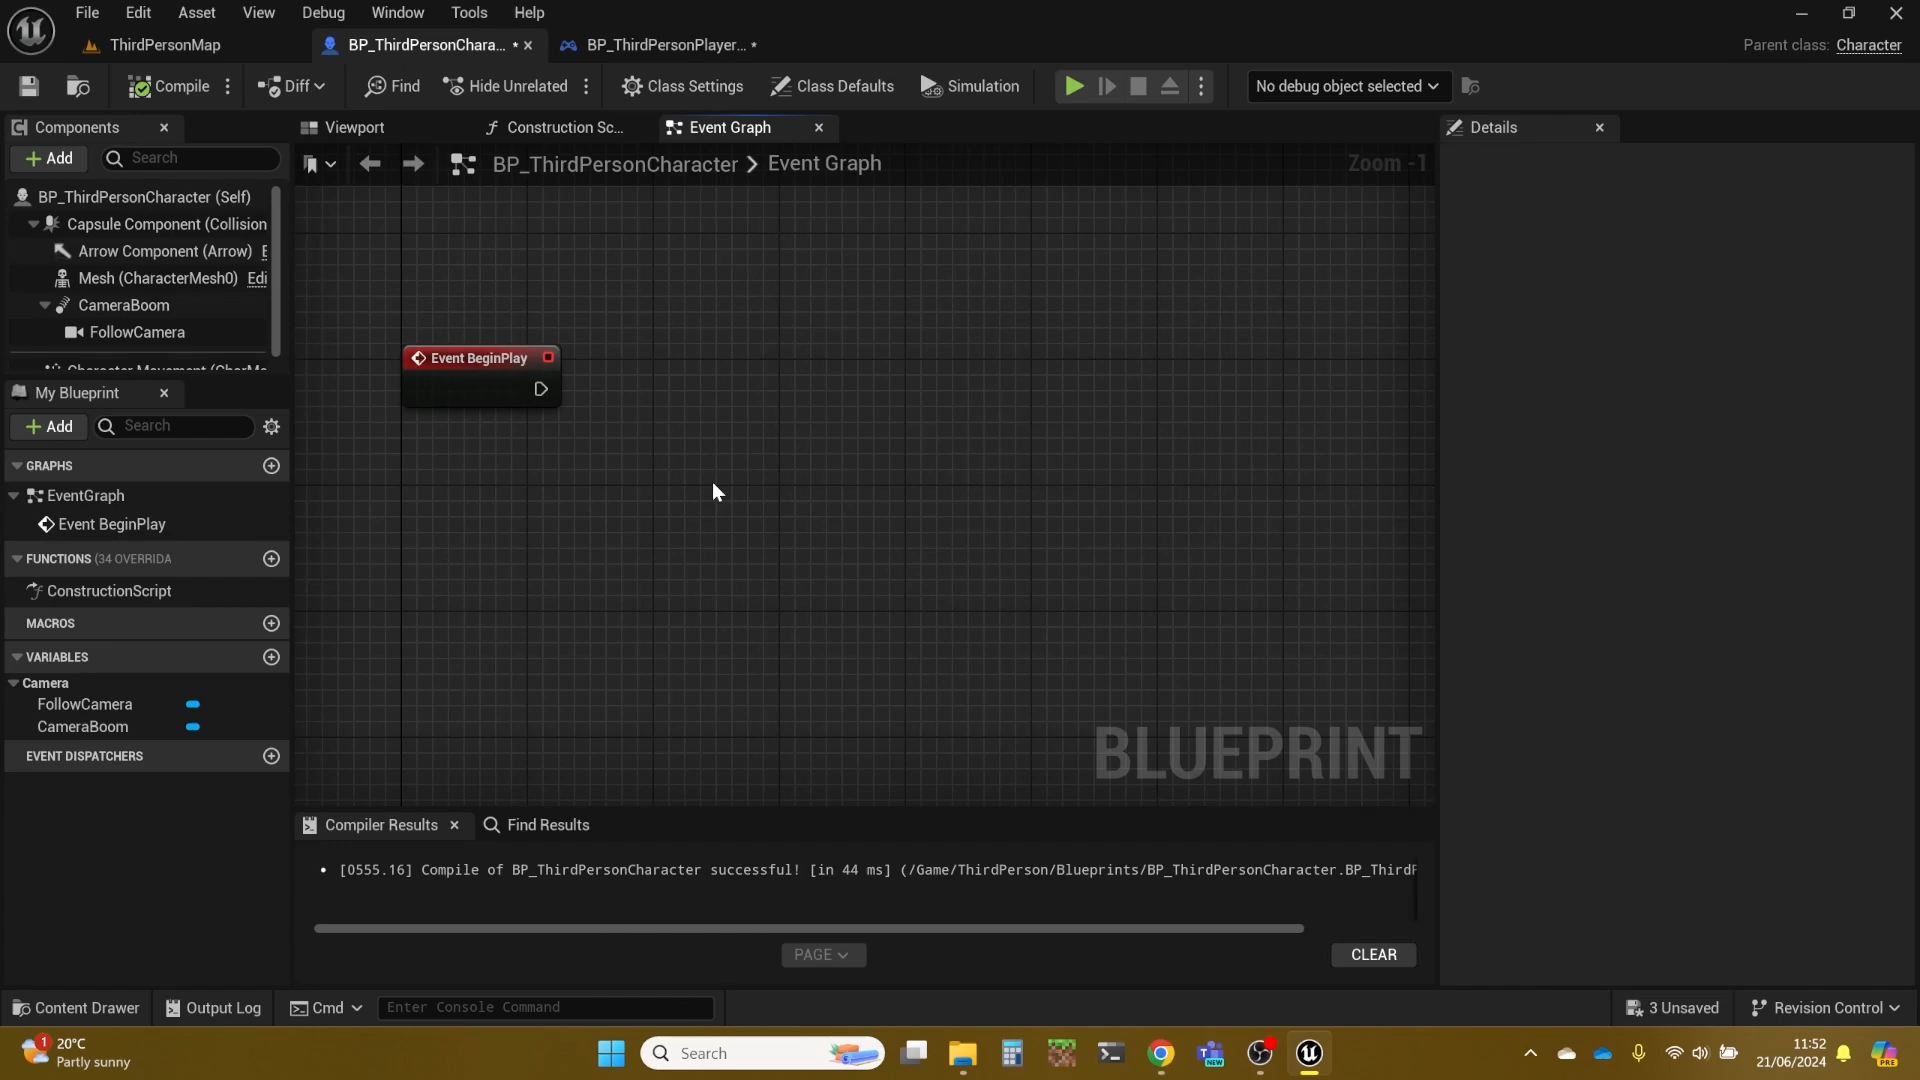 File Edit Asset View Debug Window Tools Help
ThirdPersonMap BP_ThirdPersonChara... * BP_ThirdPersonPlayer... * Parent class: Character
Compile Diff Find Hide Unrelated Class Settings Class Defaults Simulation No debug object selected
Components Viewport Construction Sc... Event Graph Details
Add Search BP_ThirdPersonCharacter > Event Graph Zoom -1
BP_ThirdPersonCharacter (Self)
Capsule Component (Collision
Arrow Component (Arrow) E
Mesh (CharacterMesh0) Edi
CameraBoom
FollowCamera
Event BeginPlay
My Blueprint
Add Search
GRAPHS
EventGraph
Event BeginPlay
FUNCTIONS (34 OVERRIDA
ConstructionScript
MACROS
VARIABLES
Camera
FollowCamera
CameraBoom
EVENT DISPATCHERS
BLUEPRINT
Compiler Results Find Results
• [0555.16] Compile of BP_ThirdPersonCharacter successful! [in 44 ms] (/Game/ThirdPerson/Blueprints/BP_ThirdPersonCharacter.BP_ThirdP
PAGE CLEAR
Content Drawer Output Log Cmd Enter Console Command 3 Unsaved Revision Control
1 20°C
Partly sunny
Search
NEW
11:52
21/06/2024
PRE